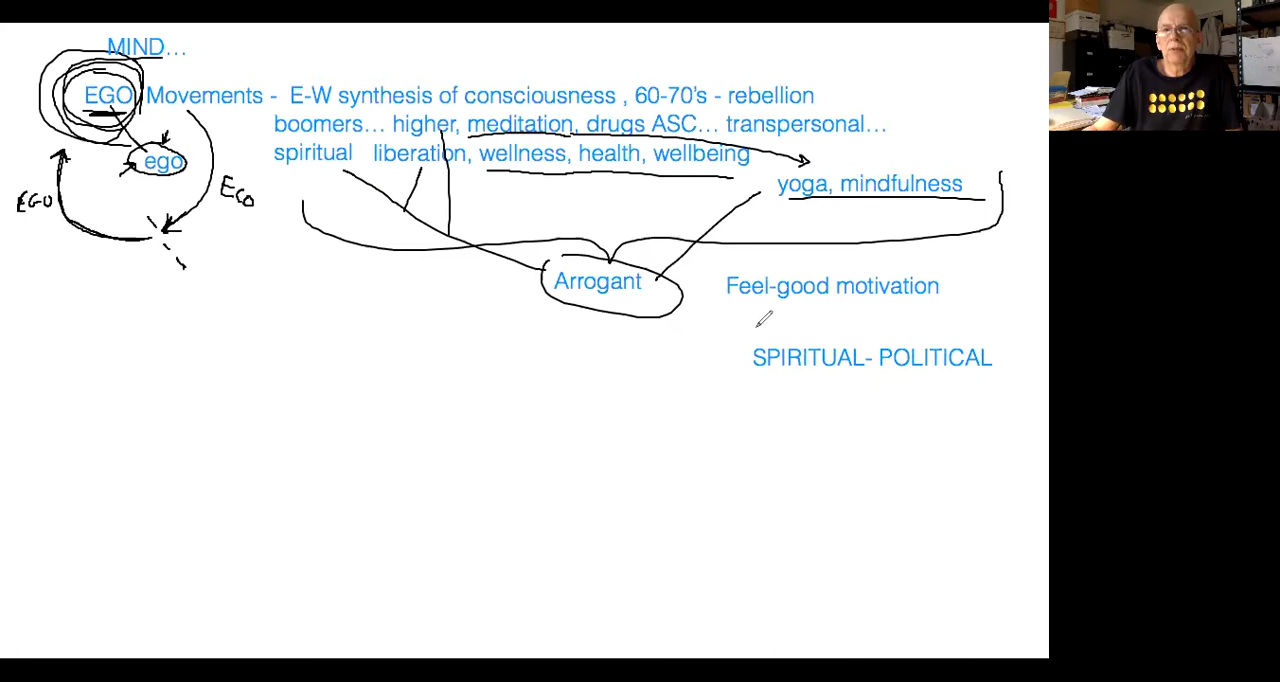 MIND...
EGO Movements - E-W synthesis of consciousness , 60-70's - rebellion
boomers... higher, meditation, drugs ASC... transpersonal...
spiritual liberation, wellness, health, wellbeing
ego
yoga, mindfulness
EGO
ECO
Arrogant
Feel-good motivation
SPIRITUAL- POLITICAL